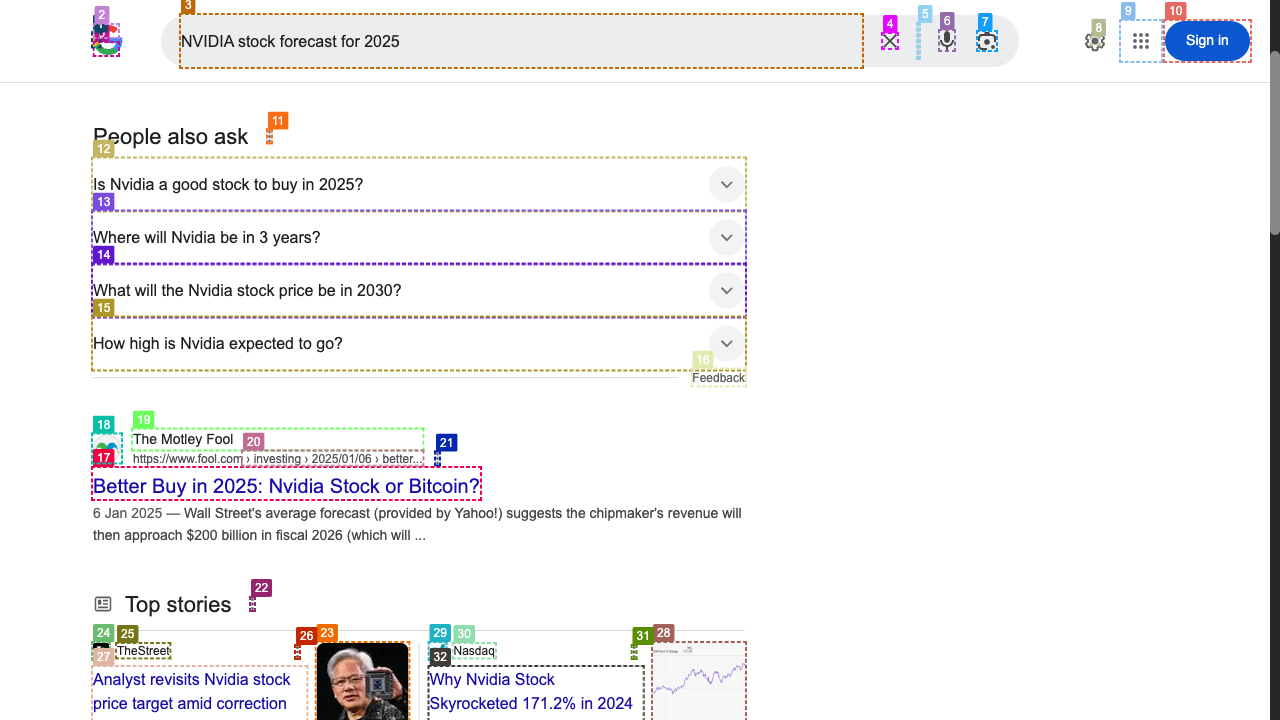 2
3
4
5
6
7
8
9
10
NVIDIA stock forecast for 2025
Sign in
11
People also ask
12
Is Nvidia a good stock to buy in 2025?
13
Where will Nvidia be in 3 years?
14
What will the Nvidia stock price be in 2030?
15
How high is Nvidia expected to go?
16
Feedback
18
19
The Motley Fool
20
21
https://www.fool.com › investing › 2025/01/06 › better...
17
Better Buy in 2025: Nvidia Stock or Bitcoin?
6 Jan 2025 — Wall Street's average forecast (provided by Yahoo!) suggests the chipmaker's revenue will
then approach $200 billion in fiscal 2026 (which will ...
22
Top stories
24
25
26
23
TheStreet
27
Analyst revisits Nvidia stock
price target amid correction
29
30
31
28
Nasdaq
32
Why Nvidia Stock
Skyrocketed 171.2% in 2024